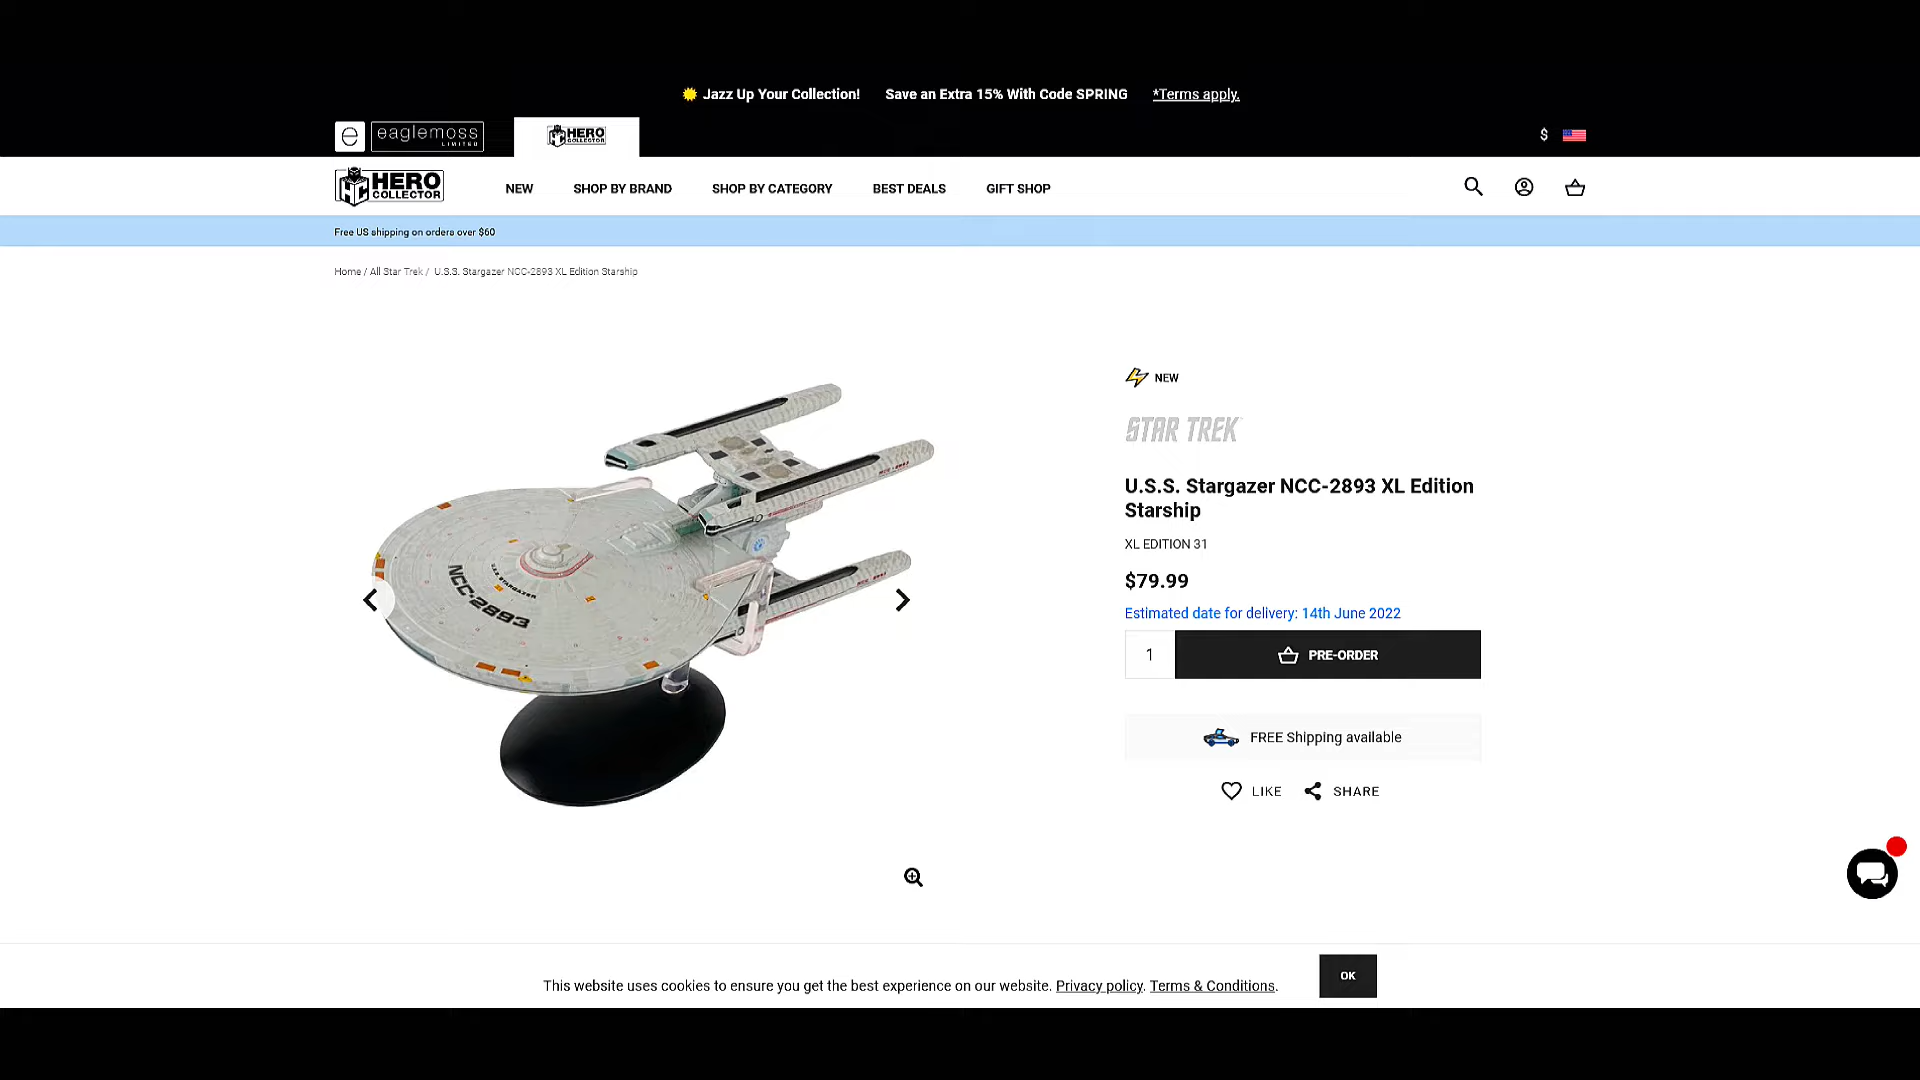 Jazz Up Your Collection! Save an Extra 15% With Code SPRING *Terms apply.
e eaglemoss
LIMITED
HERO
COLLECTOR
$
HERO
COLLECTOR
NEW SHOP BY BRAND SHOP BY CATEGORY BEST DEALS GIFT SHOP
Free US shipping on orders over $60
Home / All Star Trek / U.S.S. Stargazer NCC-2893 XL Edition Starship
NEW
STAR TREK
U.S.S. Stargazer NCC-2893 XL Edition
Starship
XL EDITION 31
$79.99
Estimated date for delivery: 14th June 2022
1 PRE-ORDER
FREE Shipping available
LIKE SHARE
NCC-2893
U.S.S. STARGAZER
NCC-2893
NCC-2893
This website uses cookies to ensure you get the best experience on our website. Privacy policy. Terms & Conditions.
OK